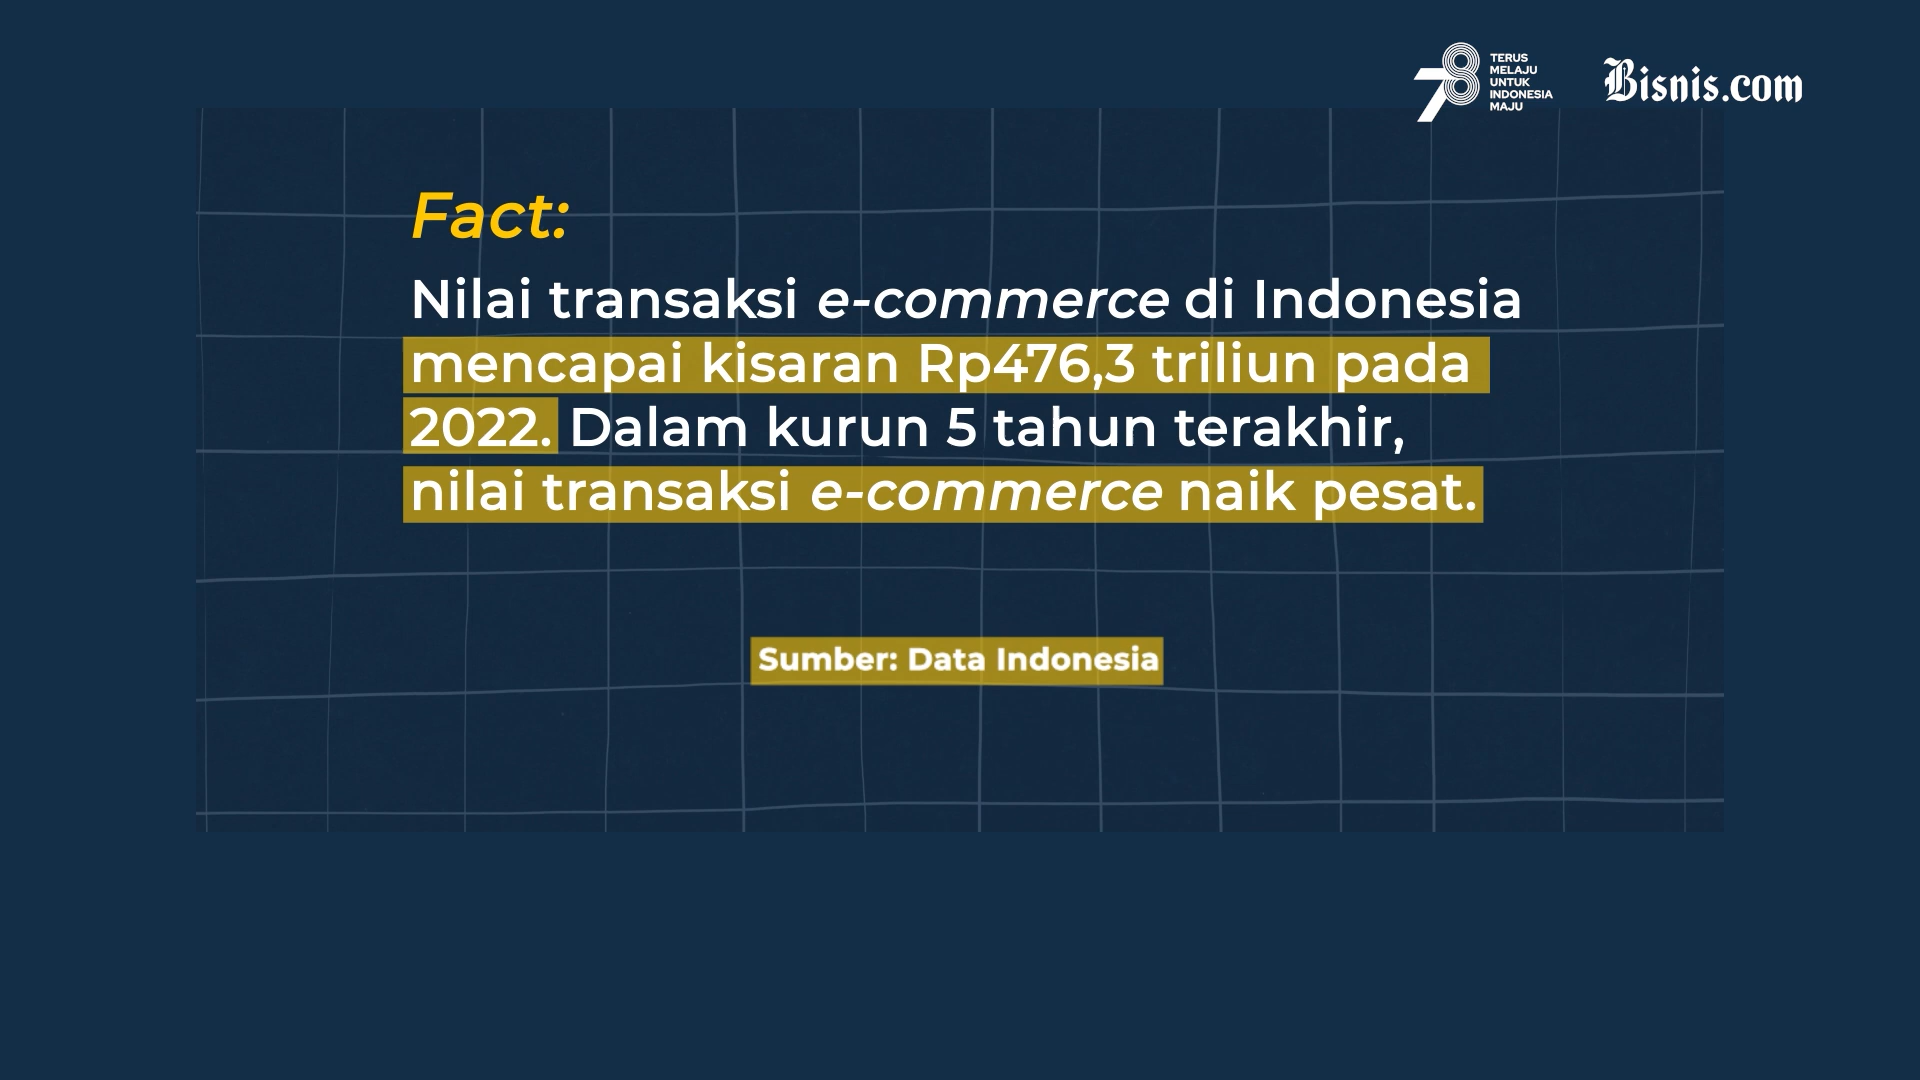 78
TERUS
MELAJU
UNTUK
INDONESIA
MAJU
Bisnis.com
Fact:
Nilai transaksi e-commerce di Indonesia
mencapai kisaran Rp476,3 triliun pada
2022. Dalam kurun 5 tahun terakhir,
nilai transaksi e-commerce naik pesat.
Sumber: Data Indonesia